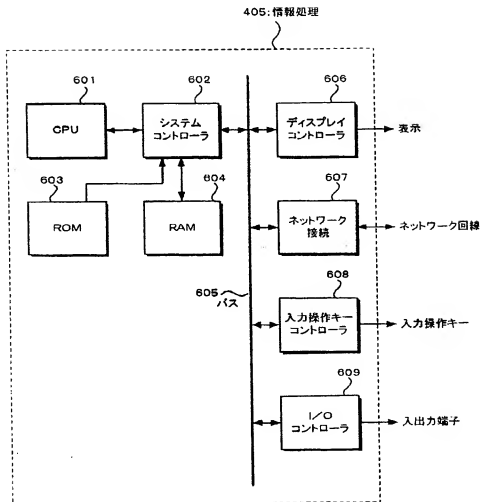 405:情報処理
601
CPU
602
システム
コントローラ
603
ROM
604
RAM
605
バス
606
ディスプレイ
コントローラ
表示
607
ネットワーク
接続
ネットワーク回線
608
入力操作キー
コントローラ
入力操作キー
609
I/O
コントローラ
入出力端子